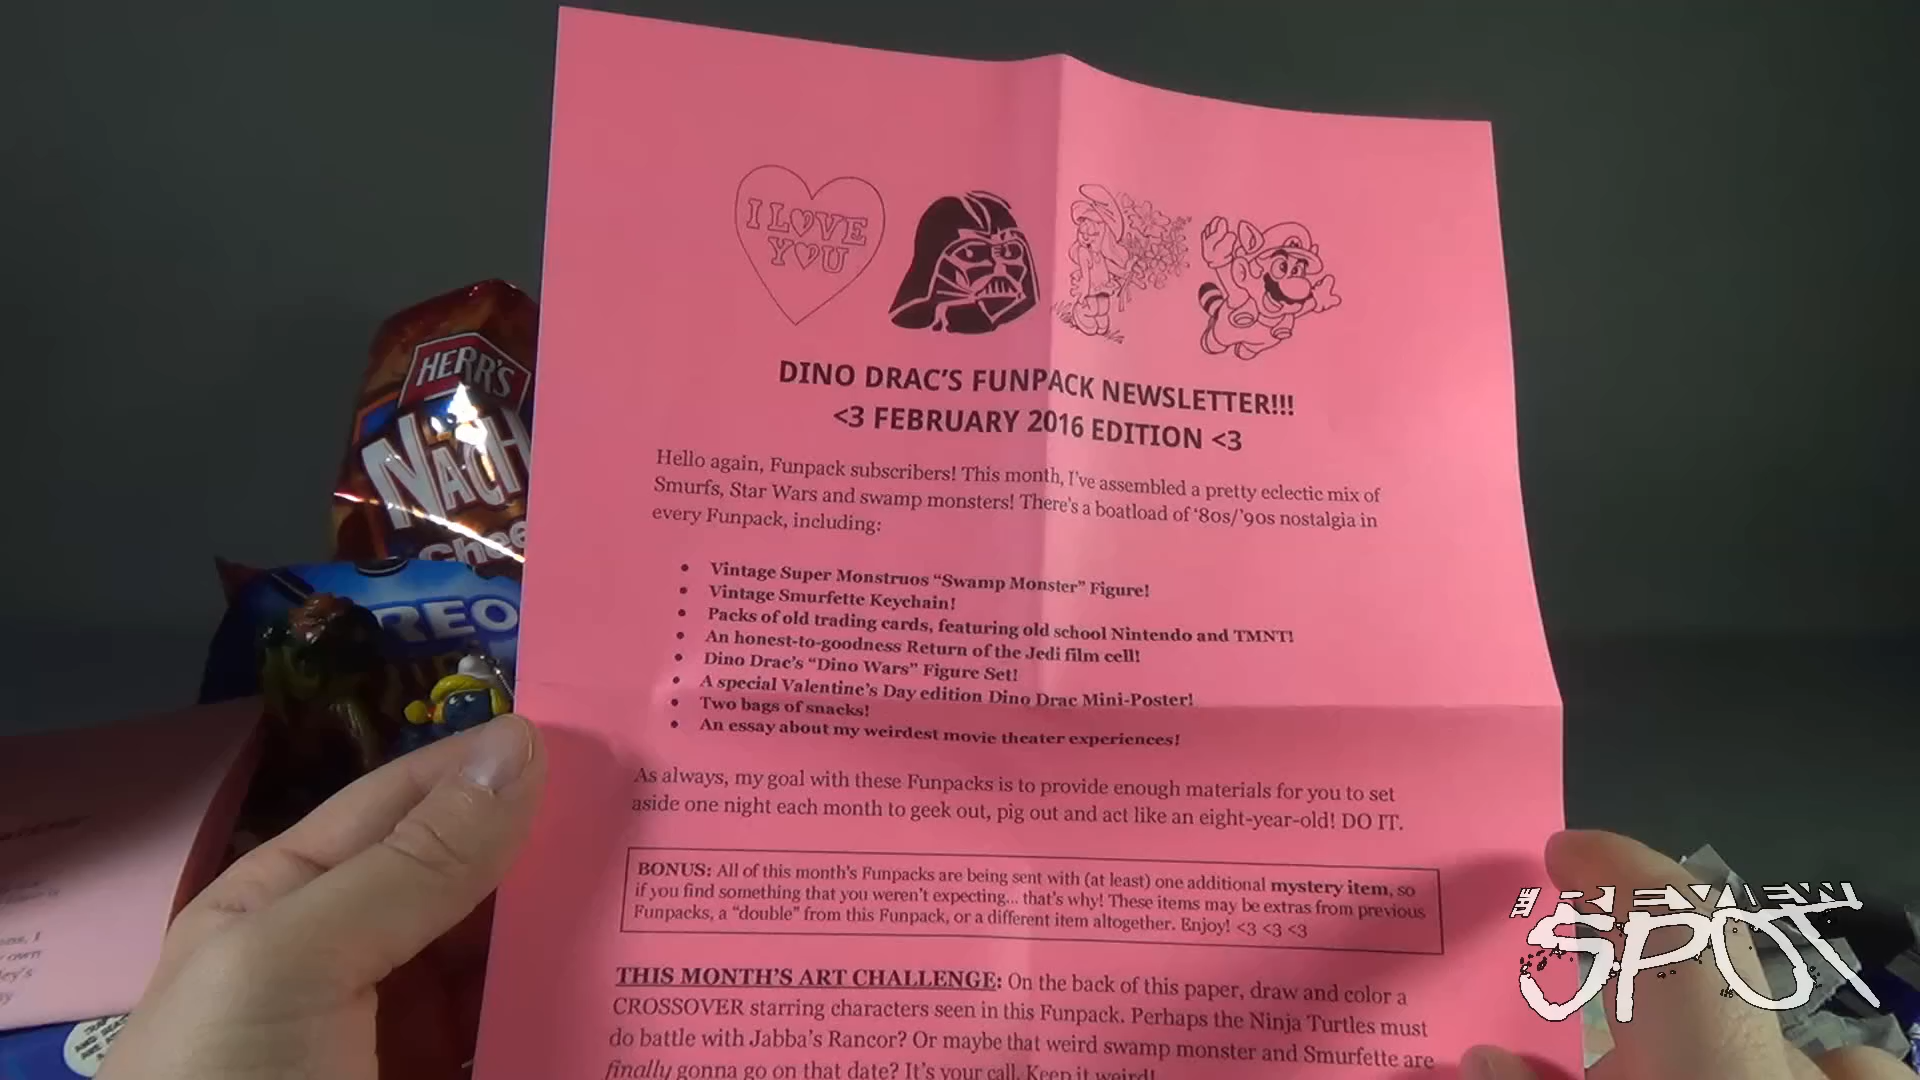 I LOVE
YOU
DINO DRAC'S FUNPACK NEWSLETTER!!!
<3 FEBRUARY 2016 EDITION <3
Hello again, Funpack subscribers! This month, I've assembled a pretty eclectic mix of
Smurfs, Star Wars and swamp monsters! There's a boatload of '80s/'90s nostalgia in
every Funpack, including:
• Vintage Super Monstruos "Swamp Monster" Figure!
• Vintage Smurfette Keychain!
• Packs of old trading cards, featuring old school Nintendo and TMNT!
• An honest-to-goodness Return of the Jedi film cell!
• Dino Drac's "Dino Wars" Figure Set!
• A special Valentine's Day edition Dino Drac Mini-Poster!
• Two bags of snacks!
• An essay about my weirdest movie theater experiences!
As always, my goal with these Funpacks is to provide enough materials for you to set
aside one night each month to geek out, pig out and act like an eight-year-old! DO IT.
BONUS: All of this month's Funpacks are being sent with (at least) one additional mystery item, so
if you find something that you weren't expecting... that's why! These items may be extras from previous
Funpacks, a "double" from this Funpack, or a different item altogether. Enjoy! <3 <3 <3
THIS MONTH'S ART CHALLENGE: On the back of this paper, draw and color a
CROSSOVER starring characters seen in this Funpack. Perhaps the Ninja Turtles must
do battle with Jabba's Rancor? Or maybe that weird swamp monster and Smurfette are
finally gonna go on that date? It's your call. Keep it weird!
HERR'S
NACH
Chee
REO
THE REVIEW
SPOT